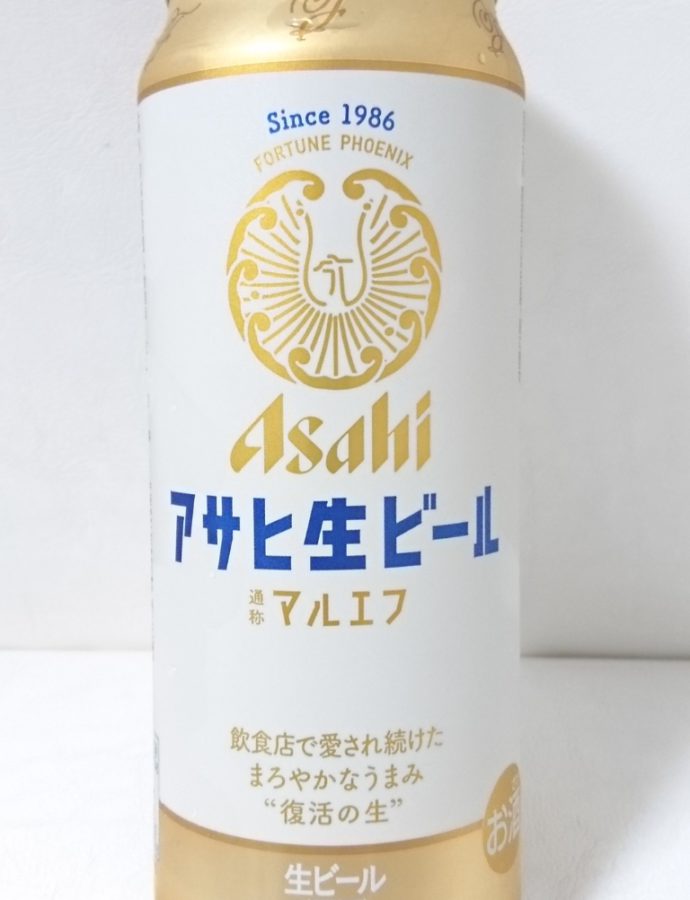 Since 1986
FORTUNE PHOENIX
Asahi
アサヒ生ビール
通称 マルエフ
飲食店で愛され続けた
まろやかなうまみ
“復活の生”
お酒
生ビール